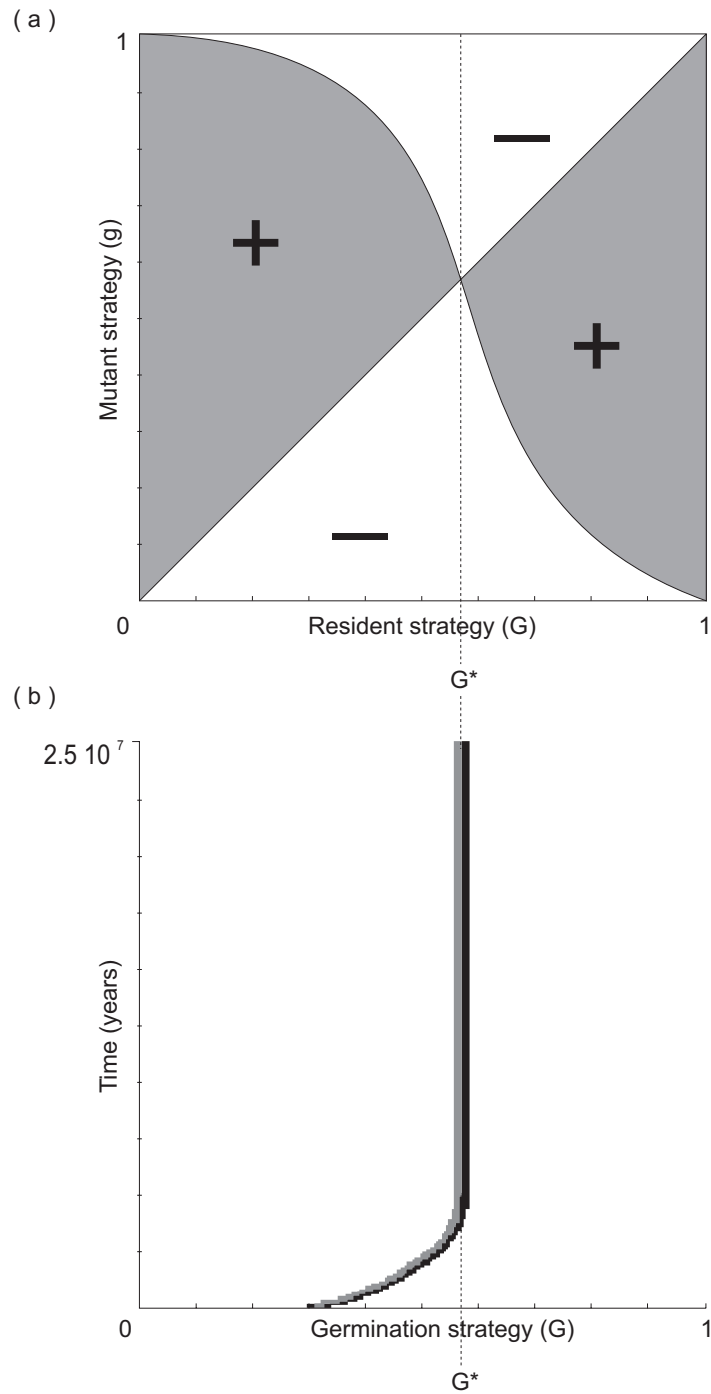 ( a )
1
Mutant strategy (g)
+
−
+
−
0 Resident strategy (G) 1
G*
( b )
2.5 10 7
Time (years)
0 Germination strategy (G) 1
G*